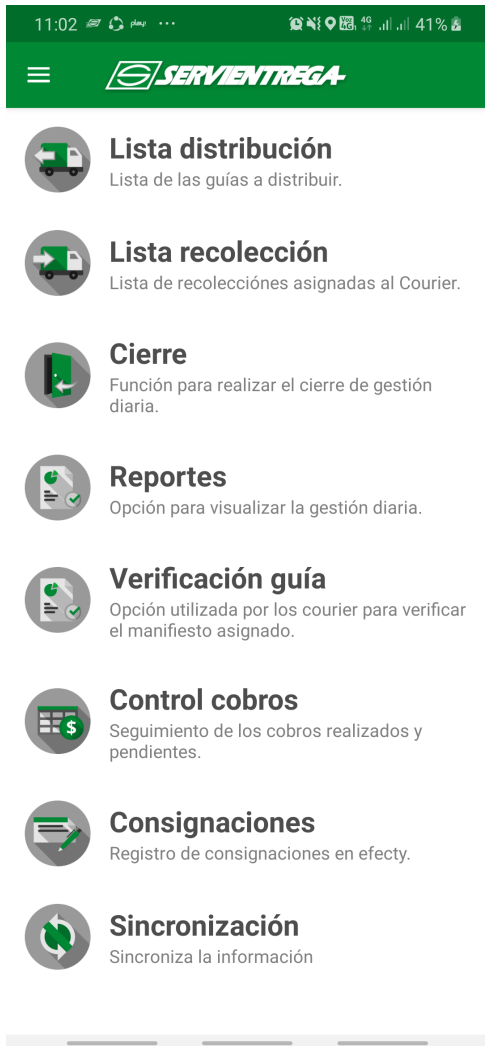 11:02 play! ... 4G 41%
SERVIENTREGA
Lista distribución
Lista de las guías a distribuir.
Lista recolección
Lista de recolecciónes asignadas al Courier.
Cierre
Función para realizar el cierre de gestión
diaria.
Reportes
Opción para visualizar la gestión diaria.
Verificación guía
Opción utilizada por los courier para verificar
el manifiesto asignado.
Control cobros
$
Seguimiento de los cobros realizados y
pendientes.
Consignaciones
Registro de consignaciones en efecty.
Sincronización
Sincroniza la información